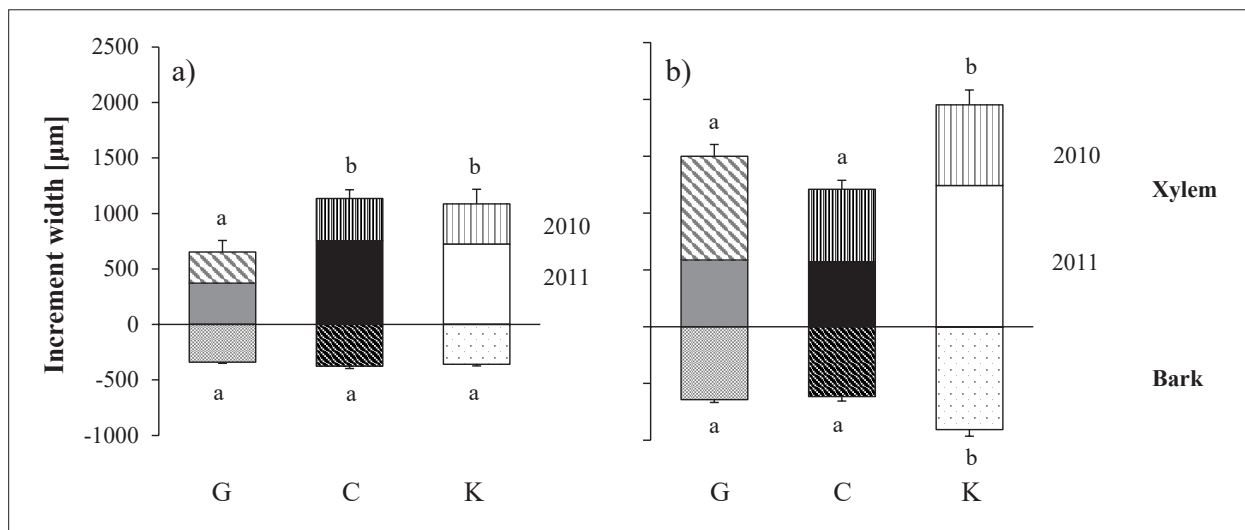 Increment width [µm]
2500
2000
1500
1000
500
0
-500
-1000
a)
a
b
b
2010
2011
a
a
a
G
C
K
b)
a
a
b
2010
Xylem
2011
Bark
a
a
b
G
C
K